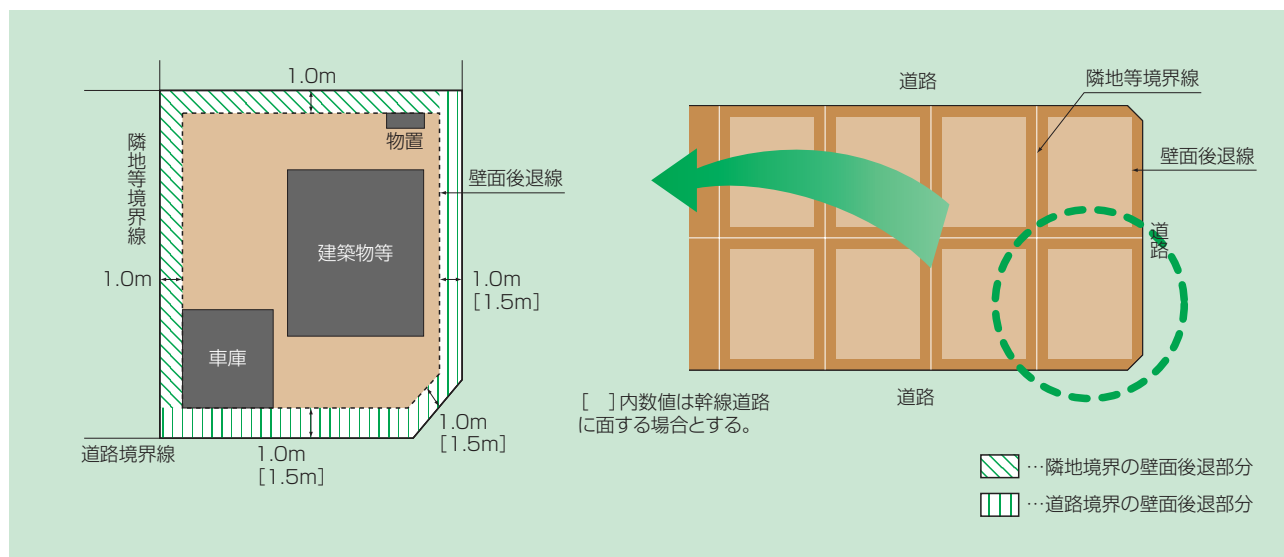 1.0m
隣地等境界線
物置
壁面後退線
建築物等
1.0m
1.0m
[1.5m]
車庫
1.0m
[1.5m]
道路境界線
1.0m
[1.5m]
道路
隣地等境界線
壁面後退線
道路
道路
[ ]内数値は幹線道路
に面する場合とする。
…隣地境界の壁面後退部分
…道路境界の壁面後退部分